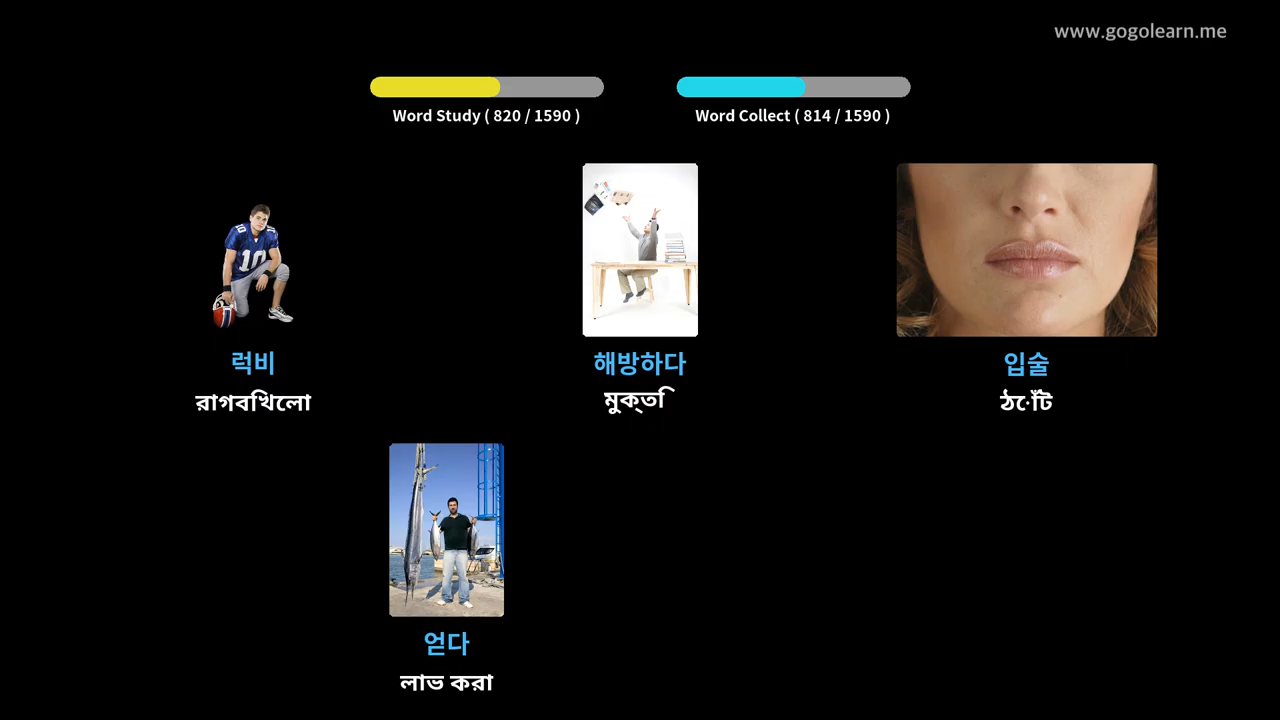 www.gogolearn.me
Word Study ( 820 / 1590 )
Word Collect ( 814 / 1590 )
럭비
রাগবি খেলা
해방하다
মুক্তি
입술
ঠোঁট
얻다
লাভ করা